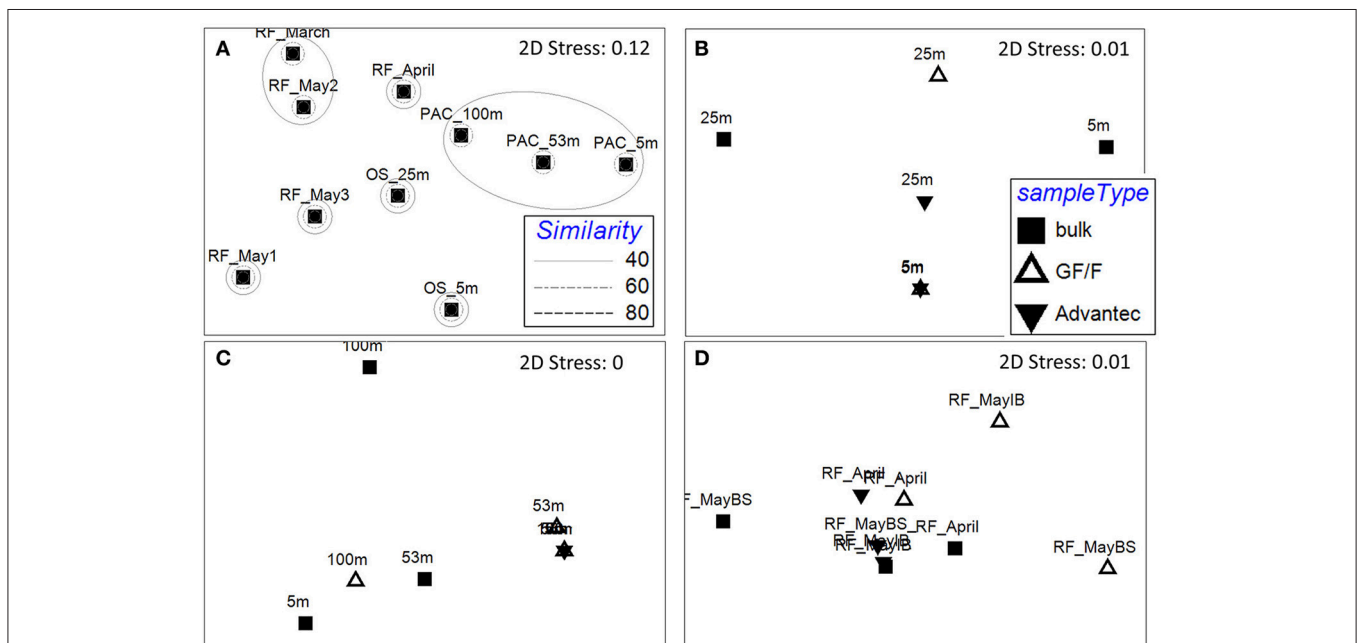 A
2D Stress: 0.12
RF_March
RF_May2
RF_April
PAC_100m
PAC_53m
PAC_5m
OS_25m
RF_May3
RF_May1
OS_5m
Similarity
40
60
80
B
2D Stress: 0.01
25m
25m
5m
25m
5m
sampleType
bulk
GF/F
Advantec
C
2D Stress: 0
100m
53m
100m
53m
5m
D
2D Stress: 0.01
RF_MayIB
RF_April
RF_April
F_MayBS
RF_MayBS
RF_April
RF_MayIB
RF_MayIB
RF_MayBS